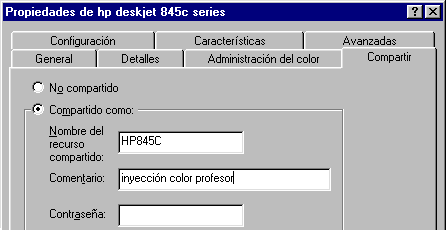 Propiedades de hp deskjet 845c series
Configuración Características Avanzadas
General Detalles Administración del color Compartir
No compartido
Compartido como:
Nombre del
recurso
compartido:
HP845C
Comentario: inyección color profesor
Contraseña: